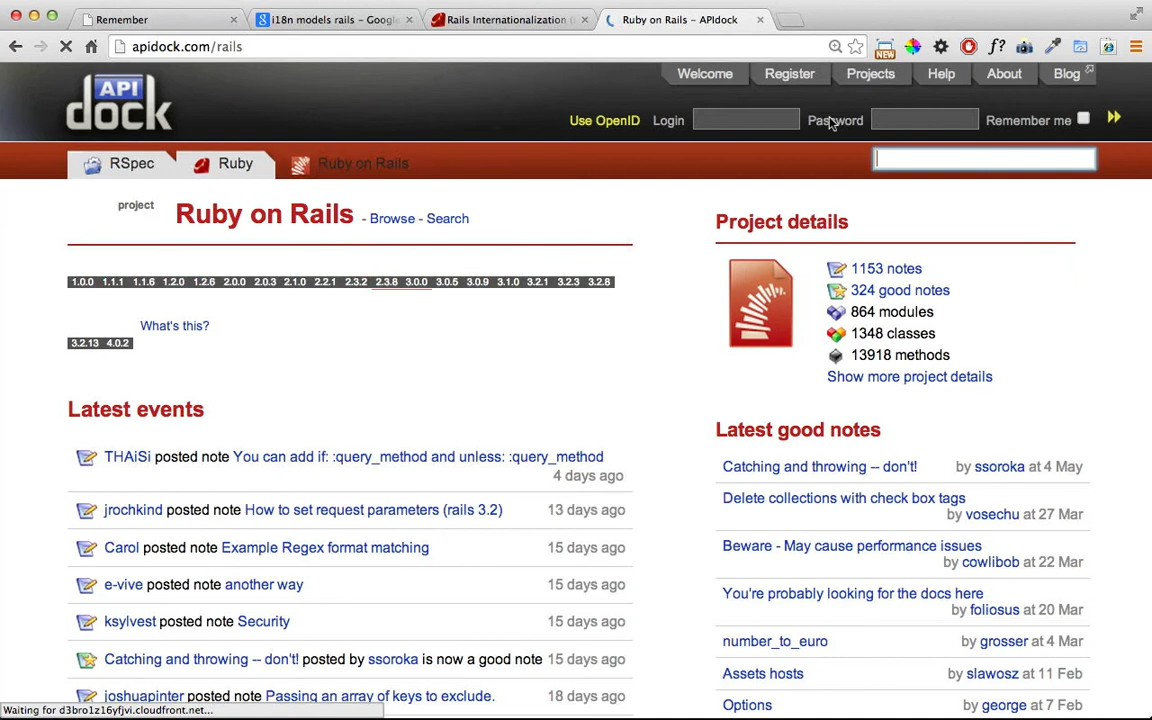 Remember
i18n models rails - Google
Rails Internationalization (
Ruby on Rails – APIdock
apidock.com/rails
NEW
f?
API
dock
Welcome
Register
Projects
Help
About
Blog
Use OpenID
Login
Password
Remember me
RSpec
Ruby
Ruby on Rails
project
Ruby on Rails - Browse - Search
1.0.0 1.1.1 1.1.6 1.2.0 1.2.6 2.0.0 2.0.3 2.1.0 2.2.1 2.3.2 2.3.8 3.0.0 3.0.5 3.0.9 3.1.0 3.2.1 3.2.3 3.2.8
What's this?
3.2.13 4.0.2
Latest events
THAiSi posted note You can add if: :query_method and unless: :query_method
4 days ago
jrochkind posted note How to set request parameters (rails 3.2) 13 days ago
Carol posted note Example Regex format matching 15 days ago
e-vive posted note another way 15 days ago
ksylvest posted note Security 15 days ago
Catching and throwing -- don't! posted by ssoroka is now a good note 15 days ago
joshuapinter posted note Passing an array of keys to exclude. 18 days ago
Project details
1153 notes
324 good notes
864 modules
1348 classes
13918 methods
Show more project details
Latest good notes
Catching and throwing -- don't! by ssoroka at 4 May
Delete collections with check box tags
by vosechu at 27 Mar
Beware - May cause performance issues
by cowlibob at 22 Mar
You're probably looking for the docs here
by foliosus at 20 Mar
number_to_euro by grosser at 4 Mar
Assets hosts by slawosz at 11 Feb
Options by george at 7 Feb
Waiting for d3bro1z16yfjvi.cloudfront.net...